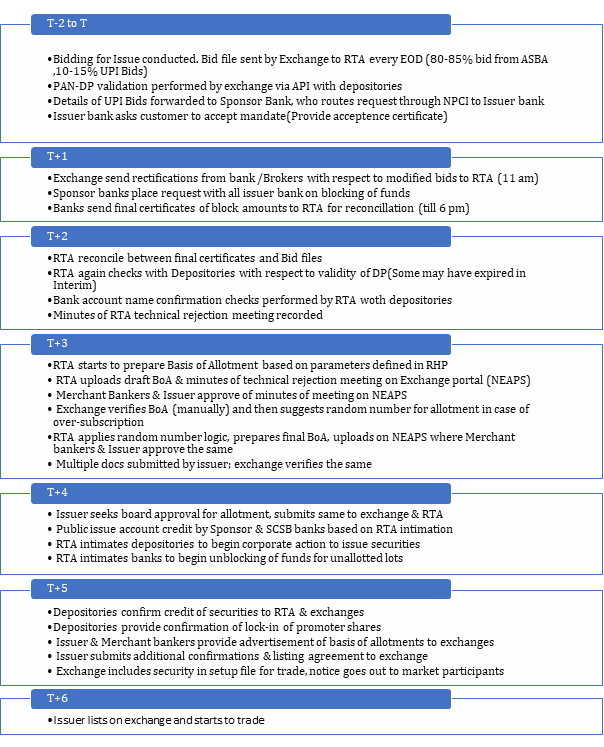 T-2 to T
•Bidding for Issue conducted. Bid file sent by Exchange to RTA every EOD (80-85% bid from ASBA
,10-15% UPI Bids)
•PAN-DP validation performed by exchange via API with depositories
•Details of UPI Bids forwarded to Sponsor Bank, who routes request through NPCI to Issuer bank
•Issuer bank asks customer to accept mandate(Provide acceptence certificate)
T+1
•Exchange send rectifications from bank /Brokers with respect to modified bids to RTA (11 am)
•Sponsor banks place request with all issuer bank on blocking of funds
•Banks send final certificates of block amounts to RTA for reconcillation (till 6 pm)
T+2
•RTA reconcile between final certificates and Bid files
•RTA again checks with Depositories with respect to validity of DP(Some may have expired in
Interim)
•Bank account name confirmation checks performed by RTA woth depositories
•Minutes of RTA technical rejection meeting recorded
T+3
•RTA starts to prepare Basis of Allotment based on parameters defined in RHP
• RTA uploads draft BoA & minutes of technical rejection meeting on Exchange portal (NEAPS)
• Merchant Bankers & Issuer approve of minutes of meeting on NEAPS
• Exchange verifies BoA (manually) and then suggests random number for allotment in case of
over-subscription
•RTA applies random number logic, prepares final BoA, uploads on NEAPS where Merchant
bankers & Issuer approve the same
• Multiple docs submitted by issuer; exchange verifies the same
T+4
• Issuer seeks board approval for allotment, submits same to exchange & RTA
• Public issue account credit by Sponsor & SCSB banks based on RTA intimation
• RTA intimates depositories to begin corporate action to issue securities
• RTA intimates banks to begin unblocking of funds for unallotted lots
T+5
•Depositories confirm credit of securities to RTA & exchanges
•Depositories provide confirmation of lock-in of promoter shares
• Issuer & Merchant bankers provide advertisement of basis of allotments to exchanges
• Issuer submits additional confirmations & listing agreement to exchange
• Exchange includes security in setup file for trade, notice goes out to market participants
T+6
•Issuer lists on exchange and starts to trade